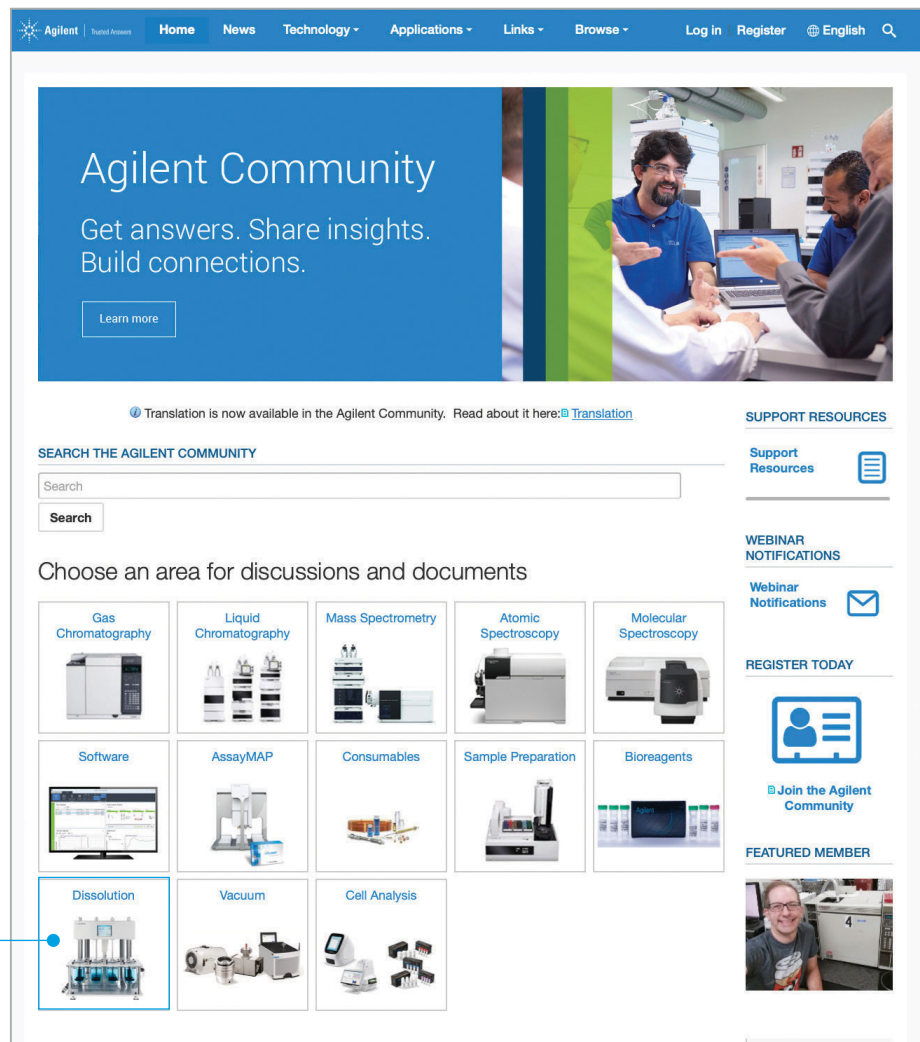 Agilent | Trusted Answers Home News Technology Applications Links Browse Log in Register English
Agilent Community
Get answers. Share insights.
Build connections.
Learn more
Translation is now available in the Agilent Community. Read about it here: Translation
SEARCH THE AGILENT COMMUNITY
Search
Search
Choose an area for discussions and documents
Gas
Chromatography
Liquid
Chromatography
Mass Spectrometry
Atomic
Spectroscopy
Molecular
Spectroscopy
Software
AssayMAP
Consumables
Sample Preparation
Bioreagents
Agilent
Dissolution
Vacuum
Cell Analysis
SUPPORT RESOURCES
Support
Resources
WEBINAR
NOTIFICATIONS
Webinar
Notifications
REGISTER TODAY
Join the Agilent
Community
FEATURED MEMBER
4